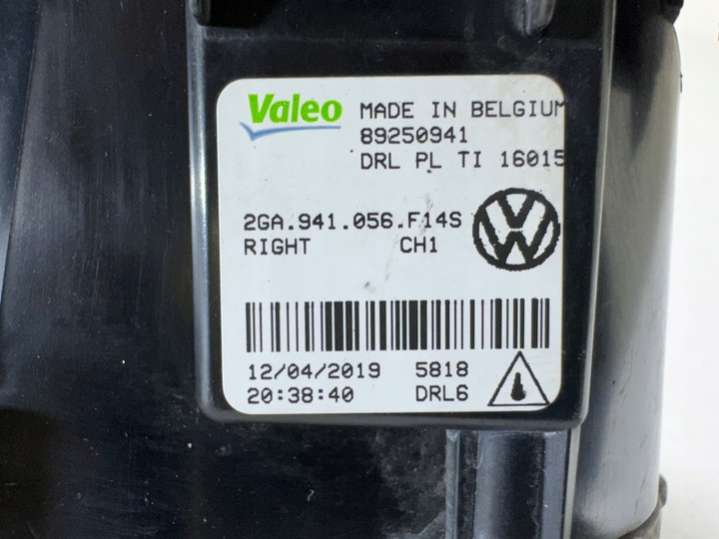 Valeo
MADE IN BELGIUM
89250941
DRL PL TI 16015
2GA.941.056.F14S
RIGHT CH1
12/04/2019 5818
20:38:40 DRL6